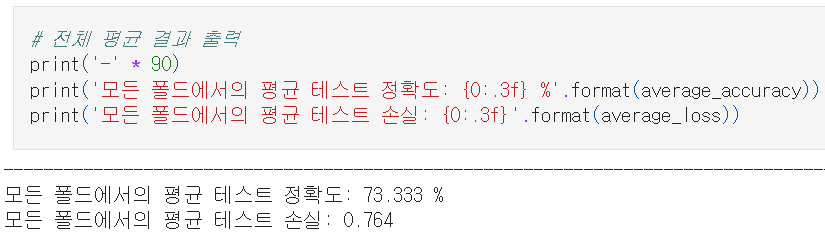 # 전체 평균 결과 출력
print('-' * 90)
print('모든 폴드에서의 평균 테스트 정확도: {0:.3f} %'.format(average_accuracy))
print('모든 폴드에서의 평균 테스트 손실: {0:.3f}'.format(average_loss))
------------------------------------------------------------------------------------------
모든 폴드에서의 평균 테스트 정확도: 73.333 %
모든 폴드에서의 평균 테스트 손실: 0.764